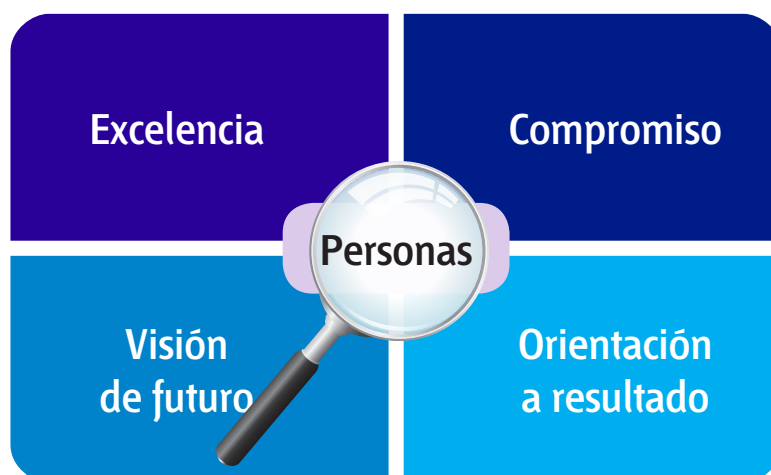 Excelencia
Compromiso
Personas
Visión
de futuro
Orientación
a resultado